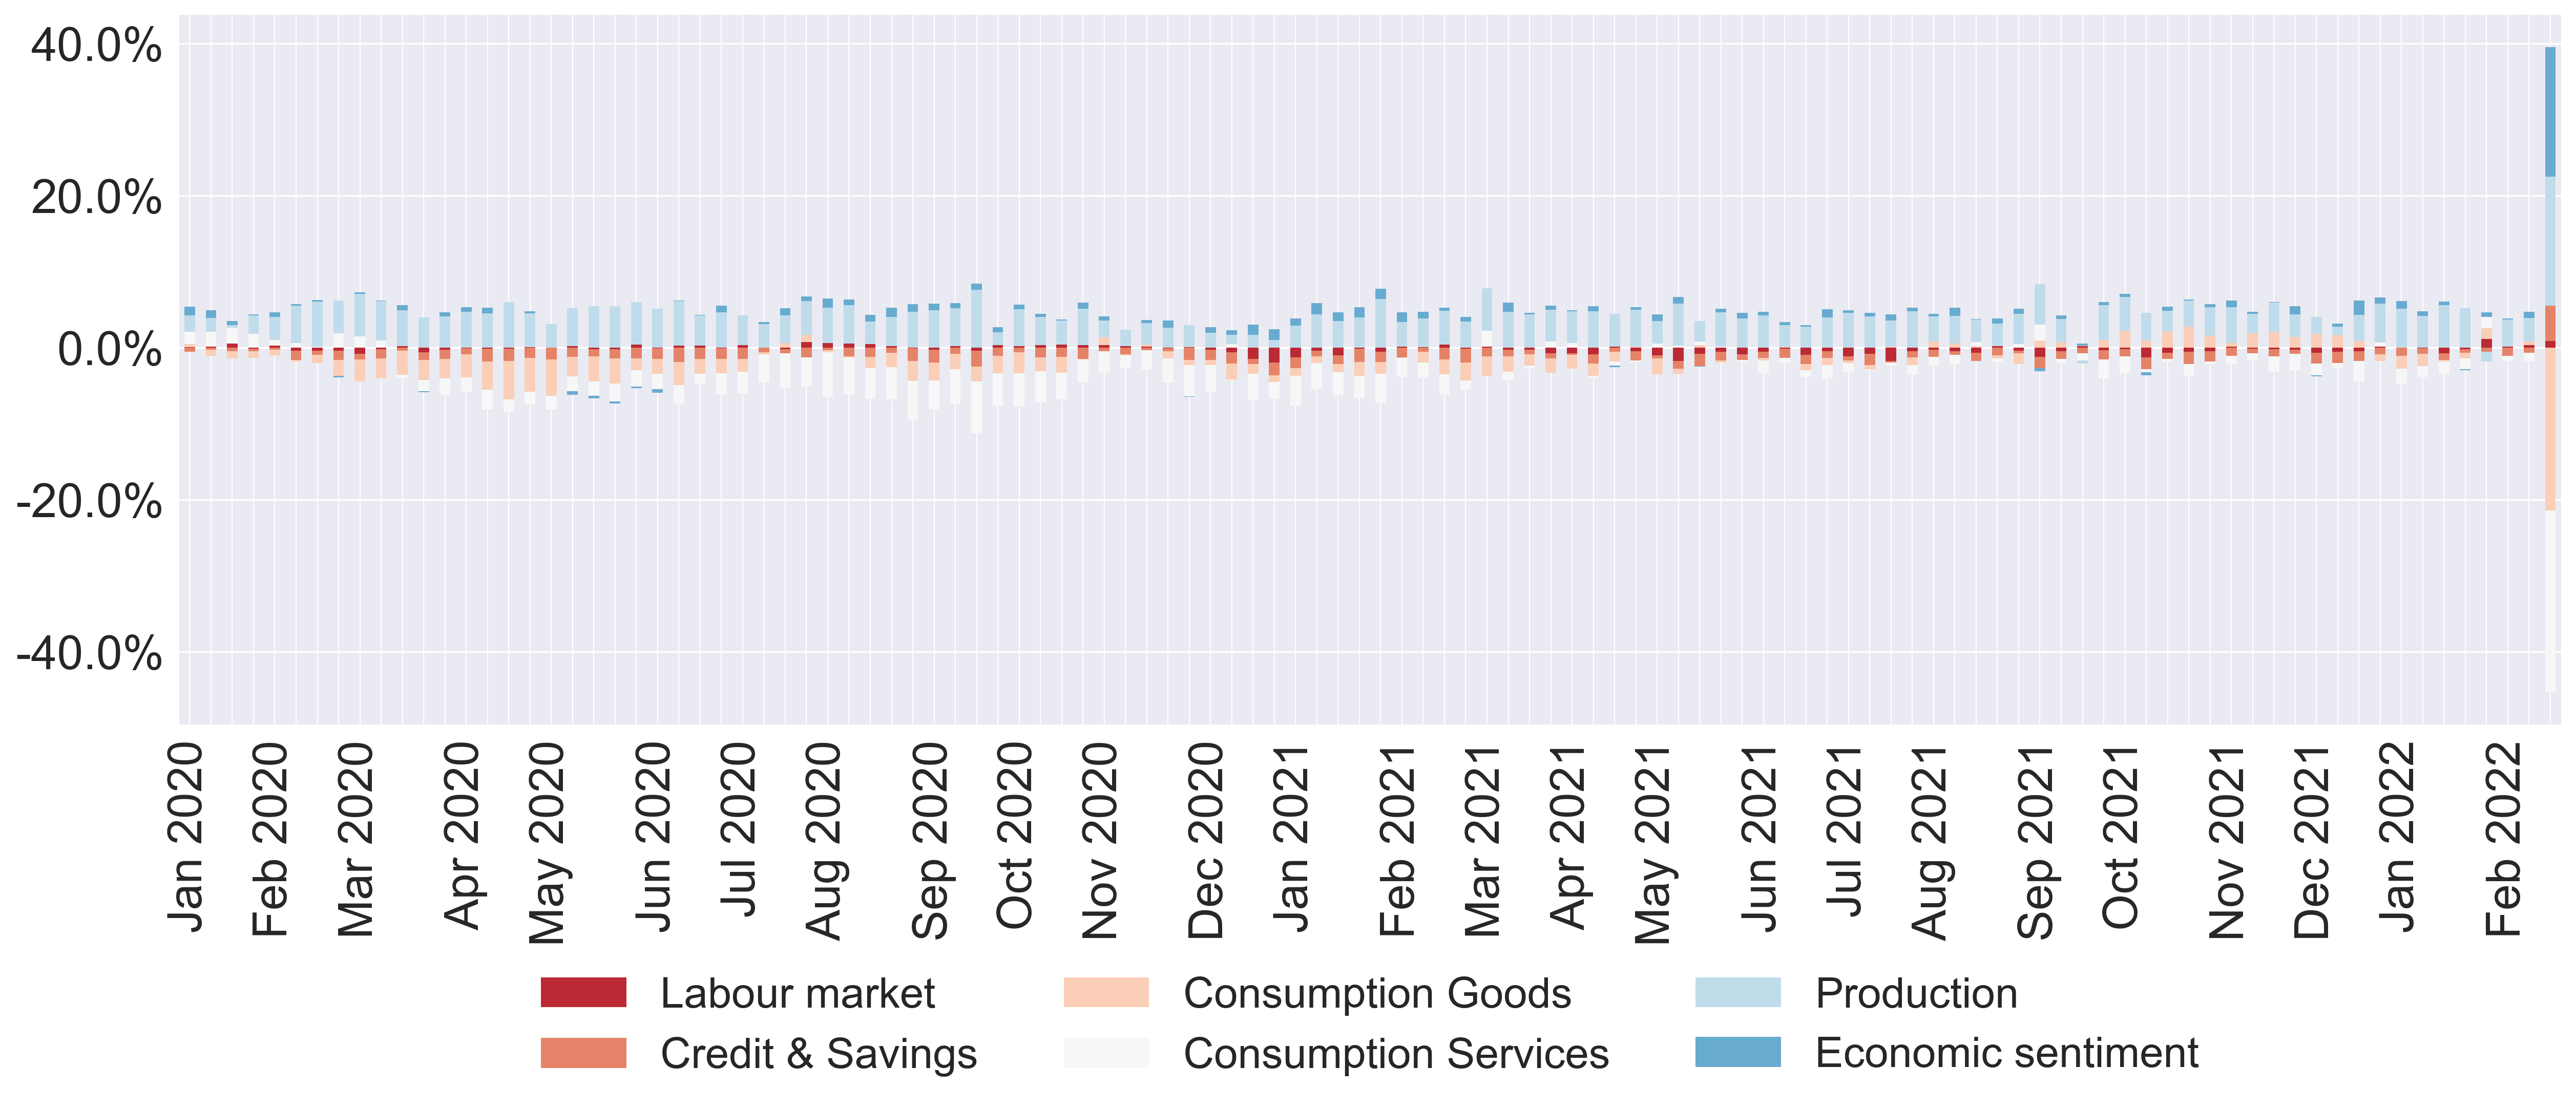 40.0%
20.0%
0.0%
-20.0%
-40.0%
Jan 2020
Feb 2020
Mar 2020
Apr 2020
May 2020
Jun 2020
Jul 2020
Aug 2020
Sep 2020
Oct 2020
Nov 2020
Dec 2020
Jan 2021
Feb 2021
Mar 2021
Apr 2021
May 2021
Jun 2021
Jul 2021
Aug 2021
Sep 2021
Oct 2021
Nov 2021
Dec 2021
Jan 2022
Feb 2022
Labour market
Consumption Goods
Production
Credit & Savings
Consumption Services
Economic sentiment